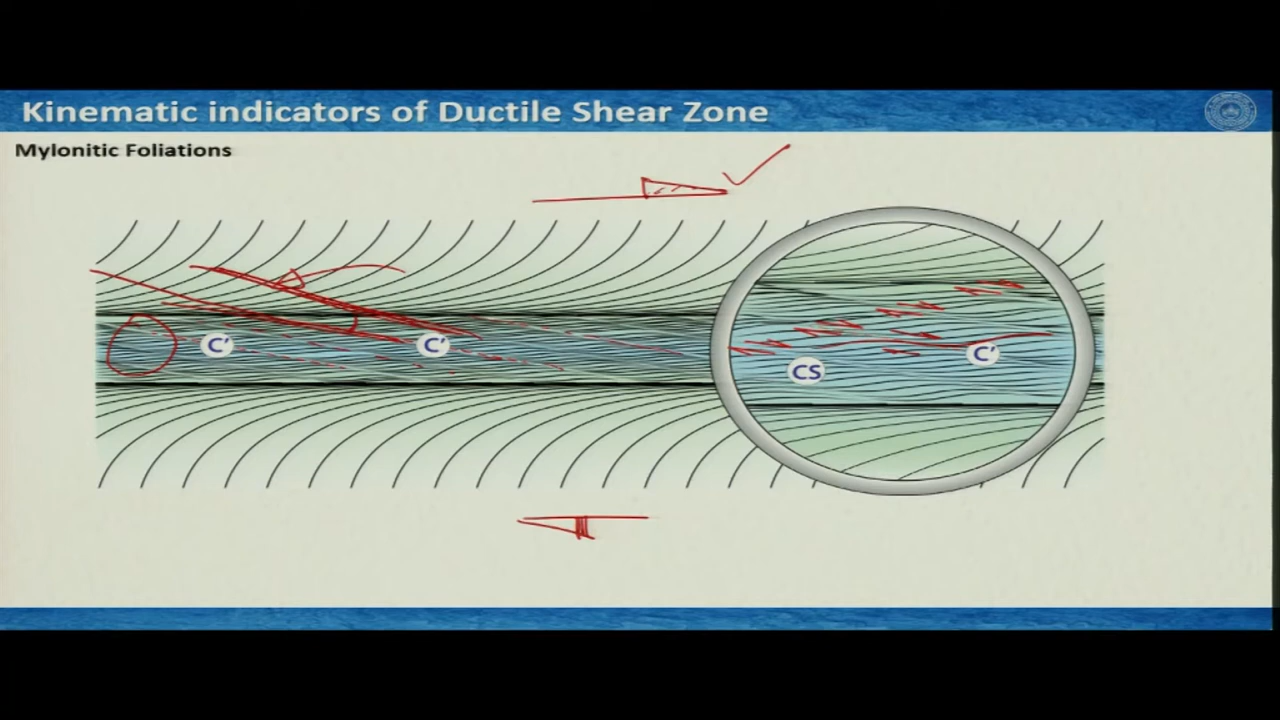 Kinematic indicators of Ductile Shear Zone
Mylonitic Foliations
C′
C′
CS
C′